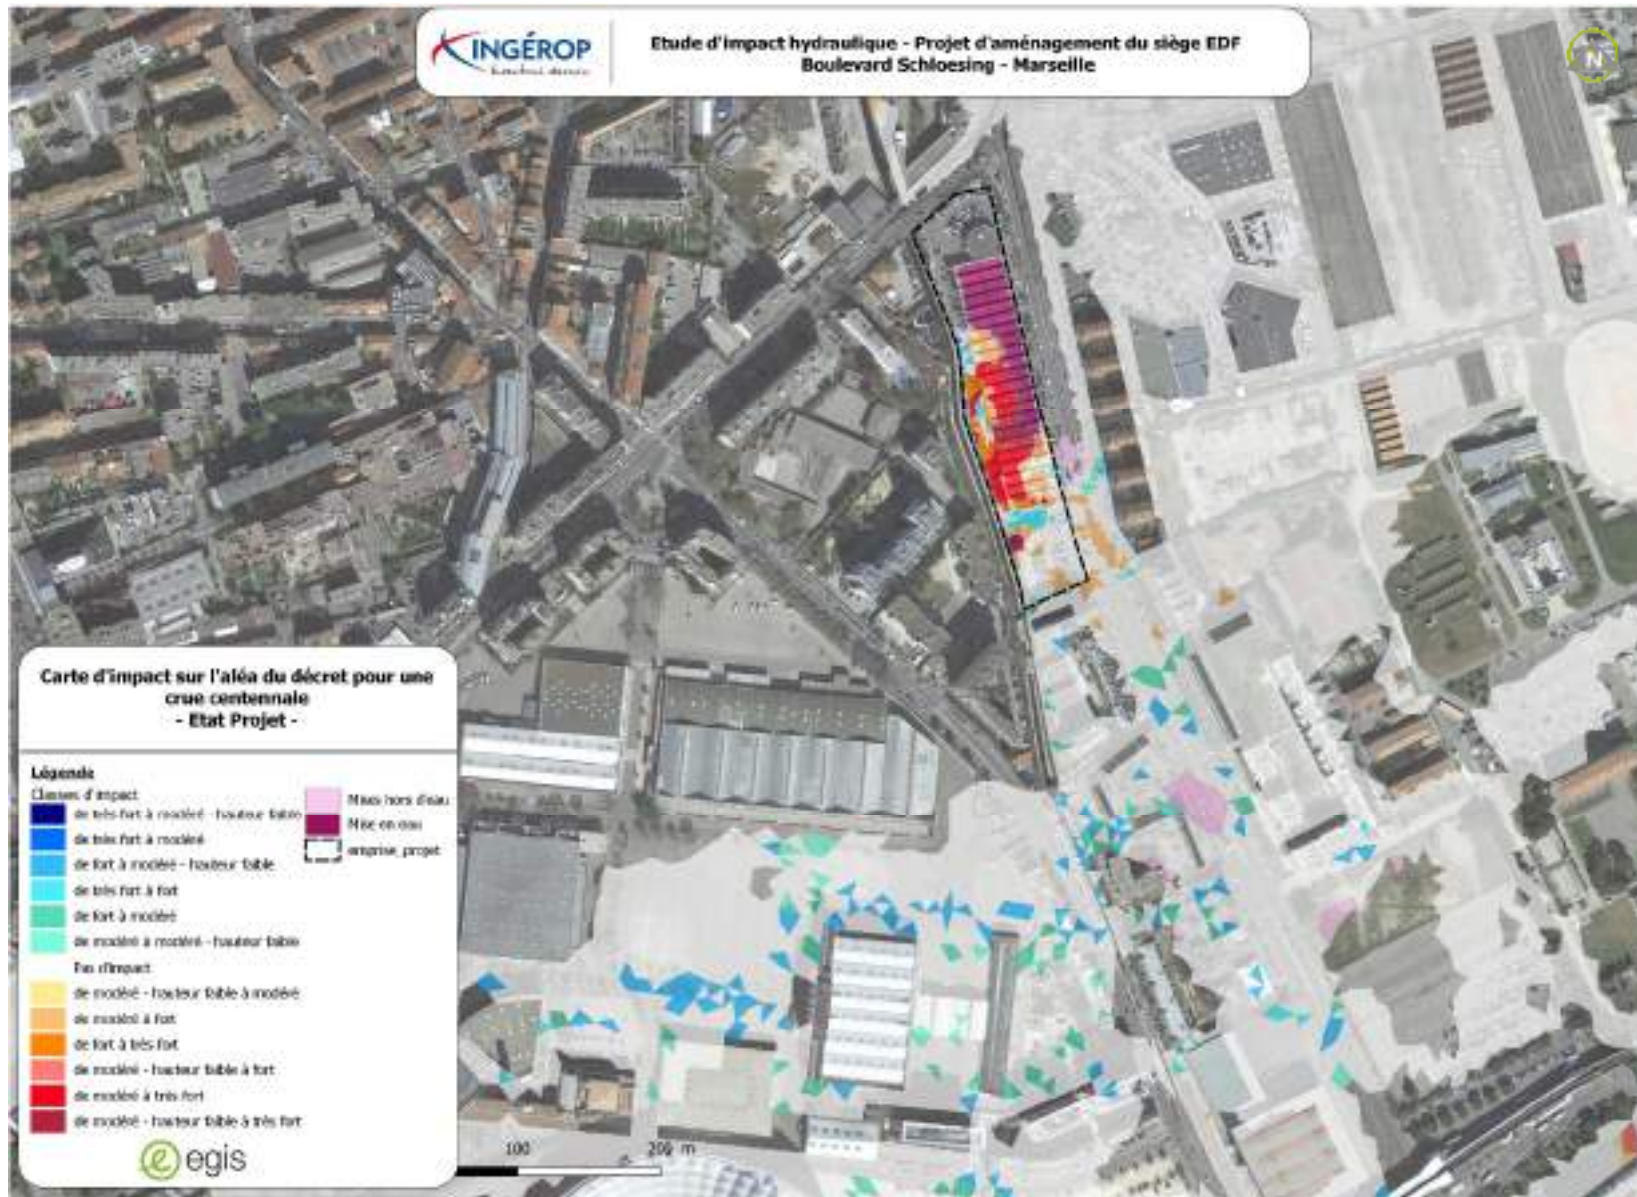 INGÉROP
Etude d'impact hydraulique - Projet d'aménagement du siège EDF
Boulevard Schloesing - Marseille
N
Carte d'impact sur l'aléa du décret pour une
crue centennale
- Etat Projet -
Légende
Classes d'impact
de très fort à modéré - hauteur faible
de très fort à modéré
de fort à modéré - hauteur faible
de très fort à fort
de fort à modéré
de modéré à modéré - hauteur faible
Pas d'impact
de modéré - hauteur faible à modéré
de modéré à fort
de fort à très fort
de modéré - hauteur faible à fort
de modéré à très fort
de modéré - hauteur faible à très fort
Mises hors d'eau
Mise en eau
emprise_projet
egis
100
200 m